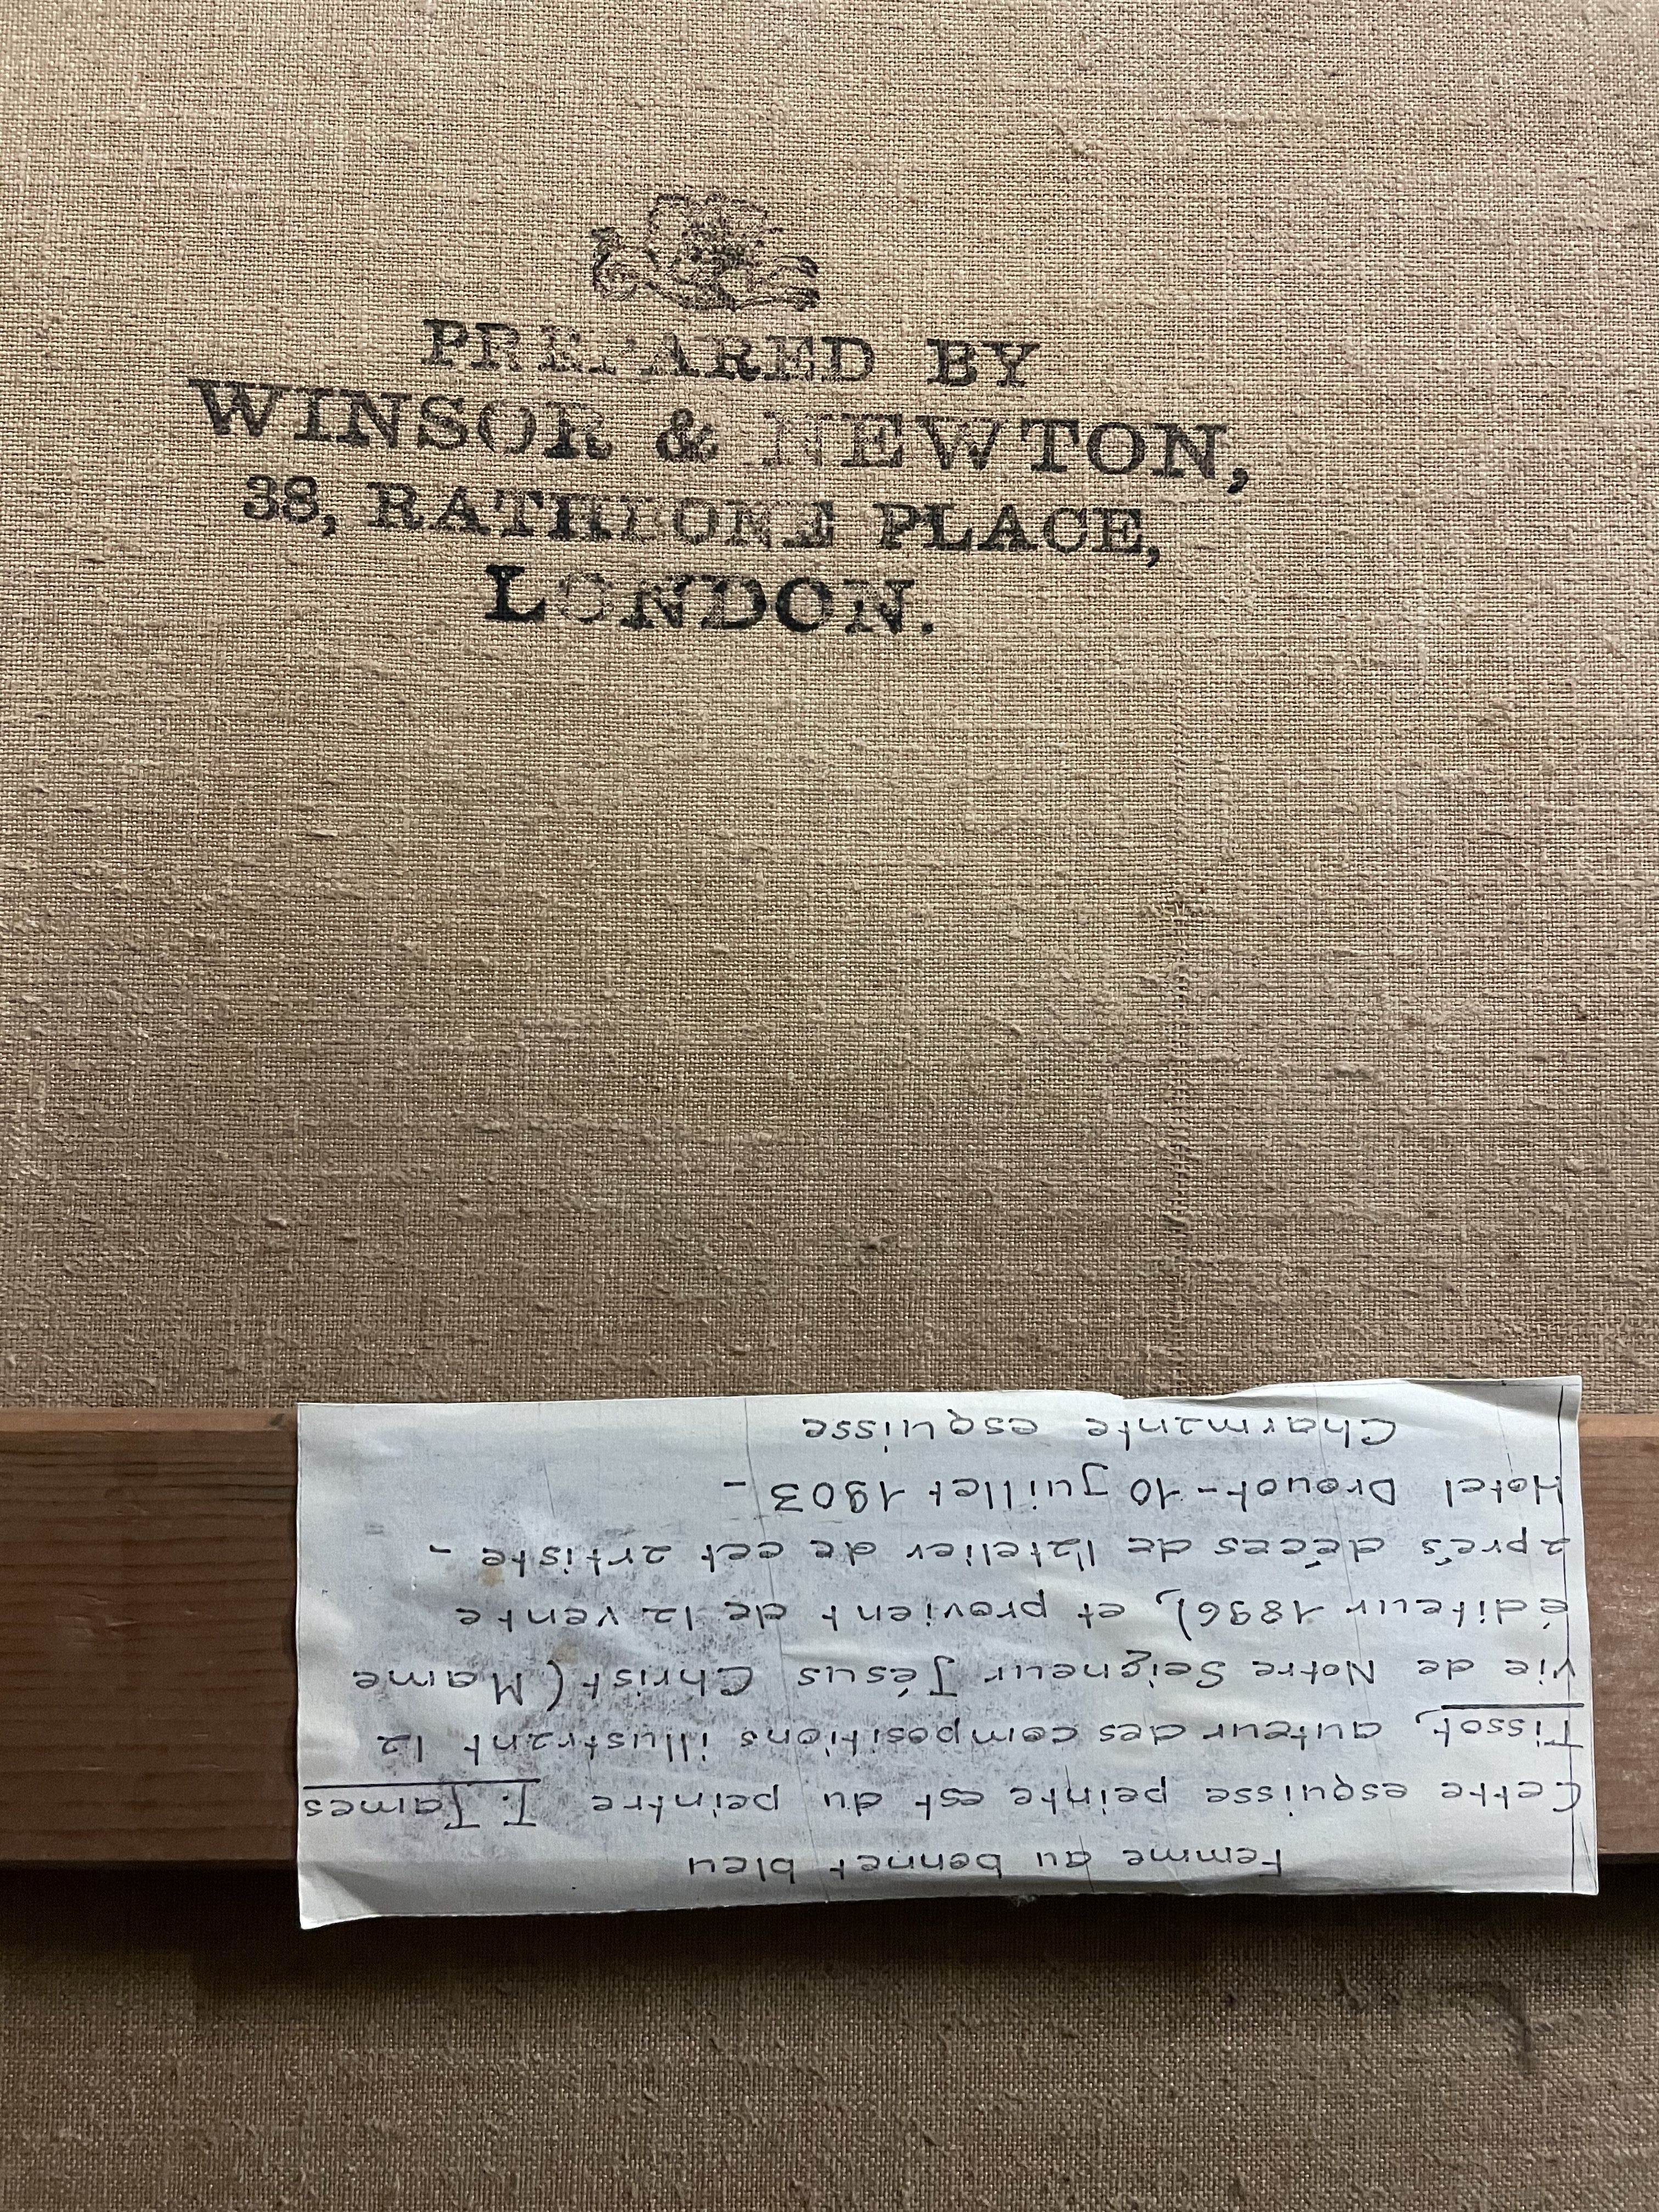 PREPARED BY
WINSOR & NEWTON,
38, RATHBONE PLACE,
LONDON.
Femme au bonnet bleu
Cette esquisse peinte est du peintre T. James
Tissot, auteur des compositions illustrant la
Vie de Notre Seigneur Jésus Christ (Mame
éditeur 1896), et provient de la vente
après décès de l'atelier de cet artiste -
Hotel Drouot - 10 juillet 1903 -
Charmante esquisse